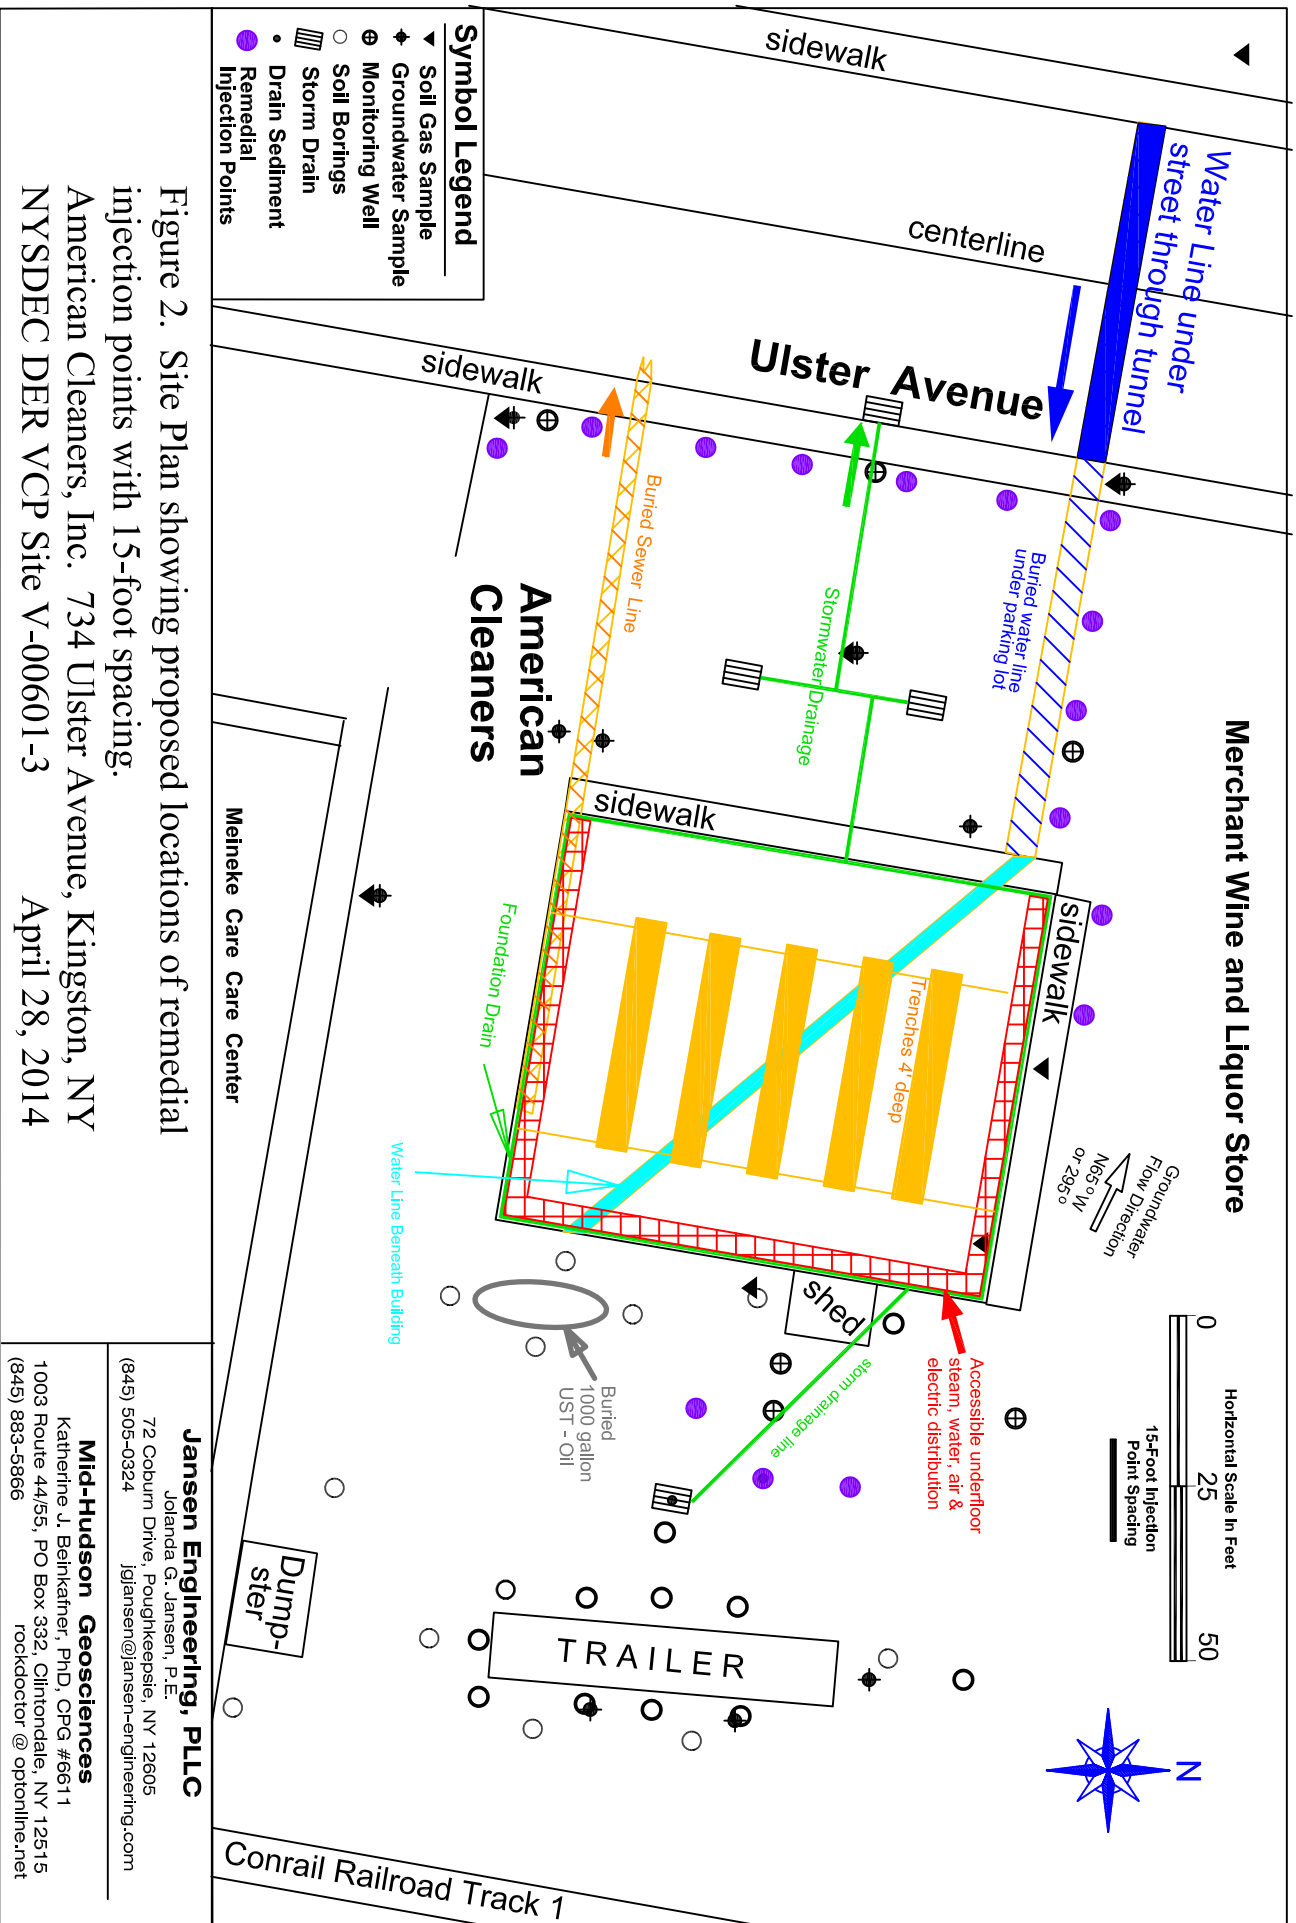 sidewalk
Water Line under
street through tunnel
centerline
Ulster Avenue
sidewalk
Symbol Legend
Soil Gas Sample
Groundwater Sample
Monitoring Well
Soil Borings
Storm Drain
Drain Sediment
Remedial
Injection Points
Merchant Wine and Liquor Store
Buried water line
under parking lot
Stormwater Drainage
Buried Sewer Line
American
Cleaners
sidewalk
sidewalk
Trenches 4' deep
Foundation Drain
Water Line Beneath Building
Groundwater
Flow Direction
N65°W
or 295°
shed
Accessible underfloor
steam, water, air &
electric distribution
storm drainage line
Buried
1000 gallon
UST - Oil
Horizontal Scale In Feet
0 25 50
15-Foot Injection
Point Spacing
N
TRAILER
Dump-
ster
Conrail Railroad Track 1
Meineke Care Care Center
Figure 2. Site Plan showing proposed locations of remedial
injection points with 15-foot spacing.
American Cleaners, Inc. 734 Ulster Avenue, Kingston, NY
NYSDEC DER VCP Site V-00601-3 April 28, 2014
Jansen Engineering, PLLC
Jolanda G. Jansen, P.E.
72 Coburn Drive, Poughkeepsie, NY 12605
(845) 505-0324 jgjansen@jansen-engineering.com
Mid-Hudson Geosciences
Katherine J. Beinkafner, PhD, CPG #6611
1003 Route 44/55, PO Box 332, Clintondale, NY 12515
(845) 883-5866 rockdoctor @ optonline.net